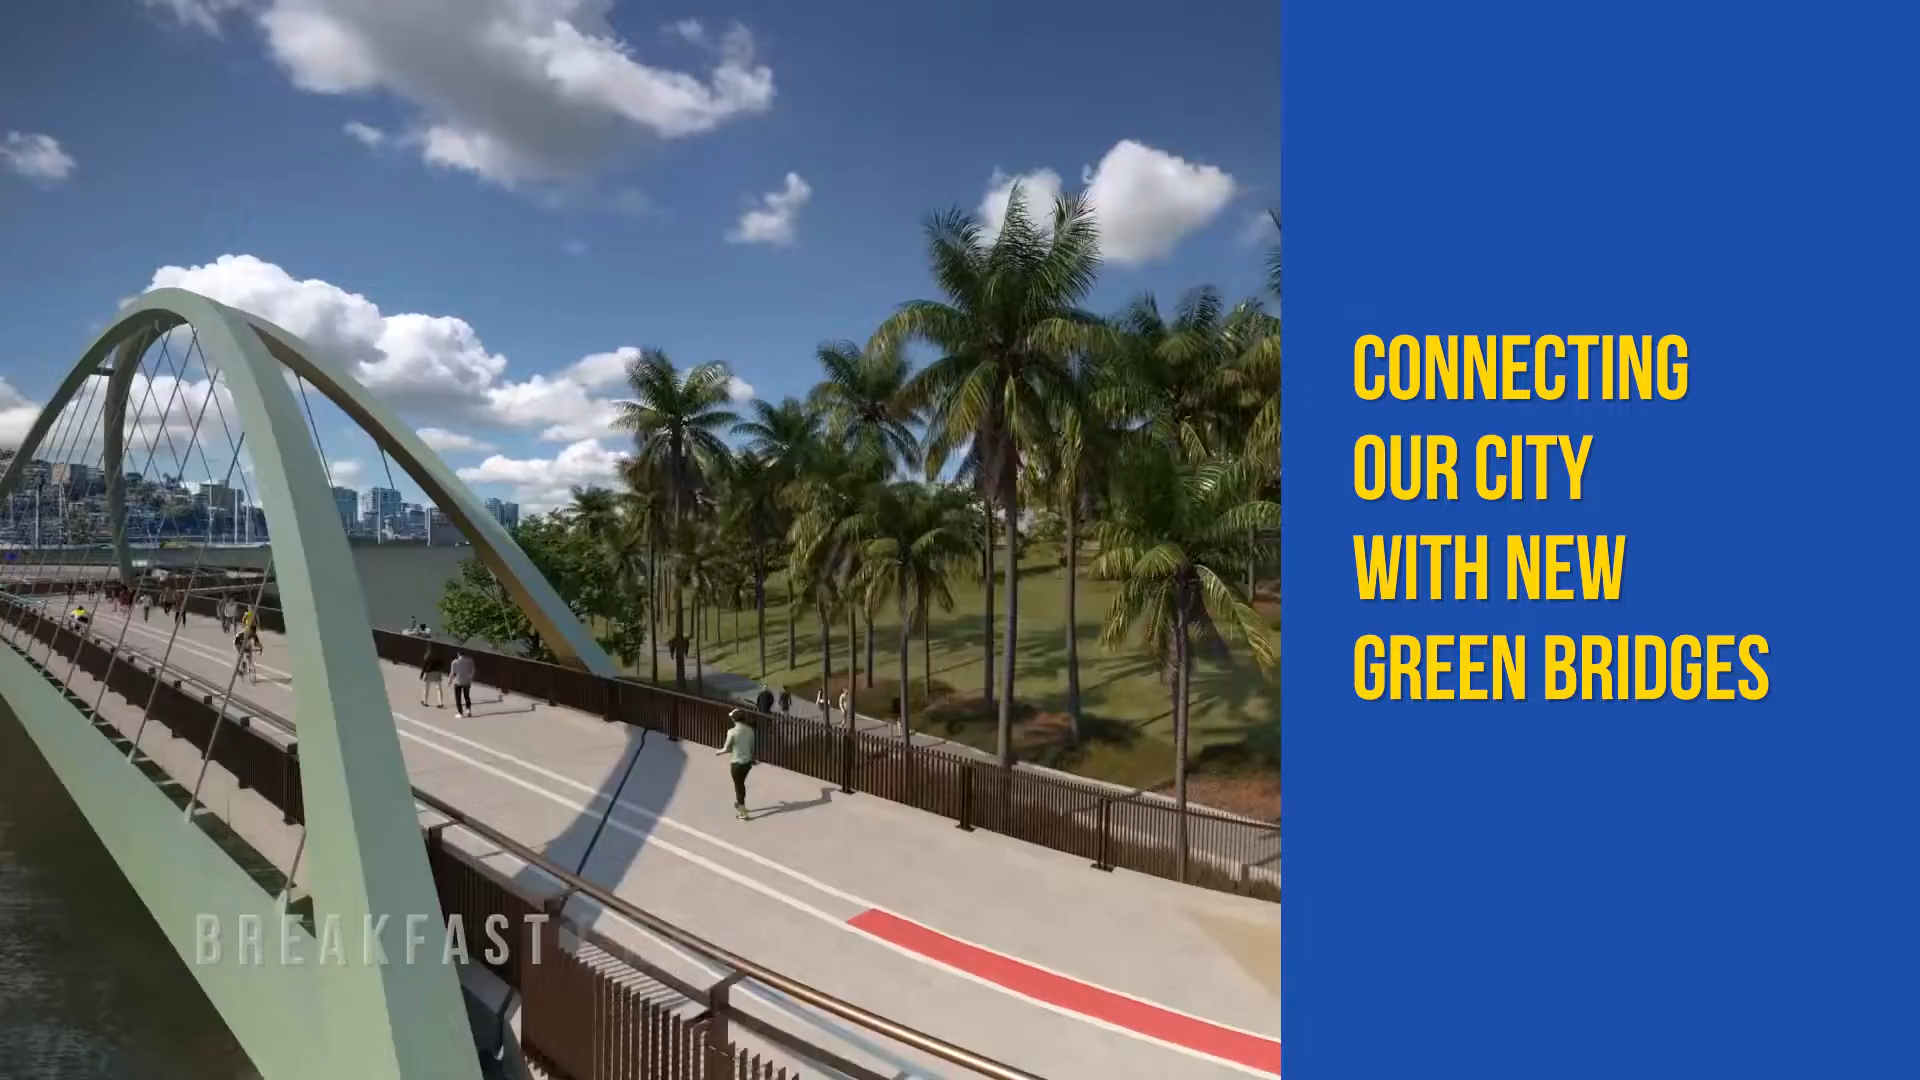 CONNECTING
OUR CITY
WITH NEW
GREEN BRIDGES
BREAKFAST